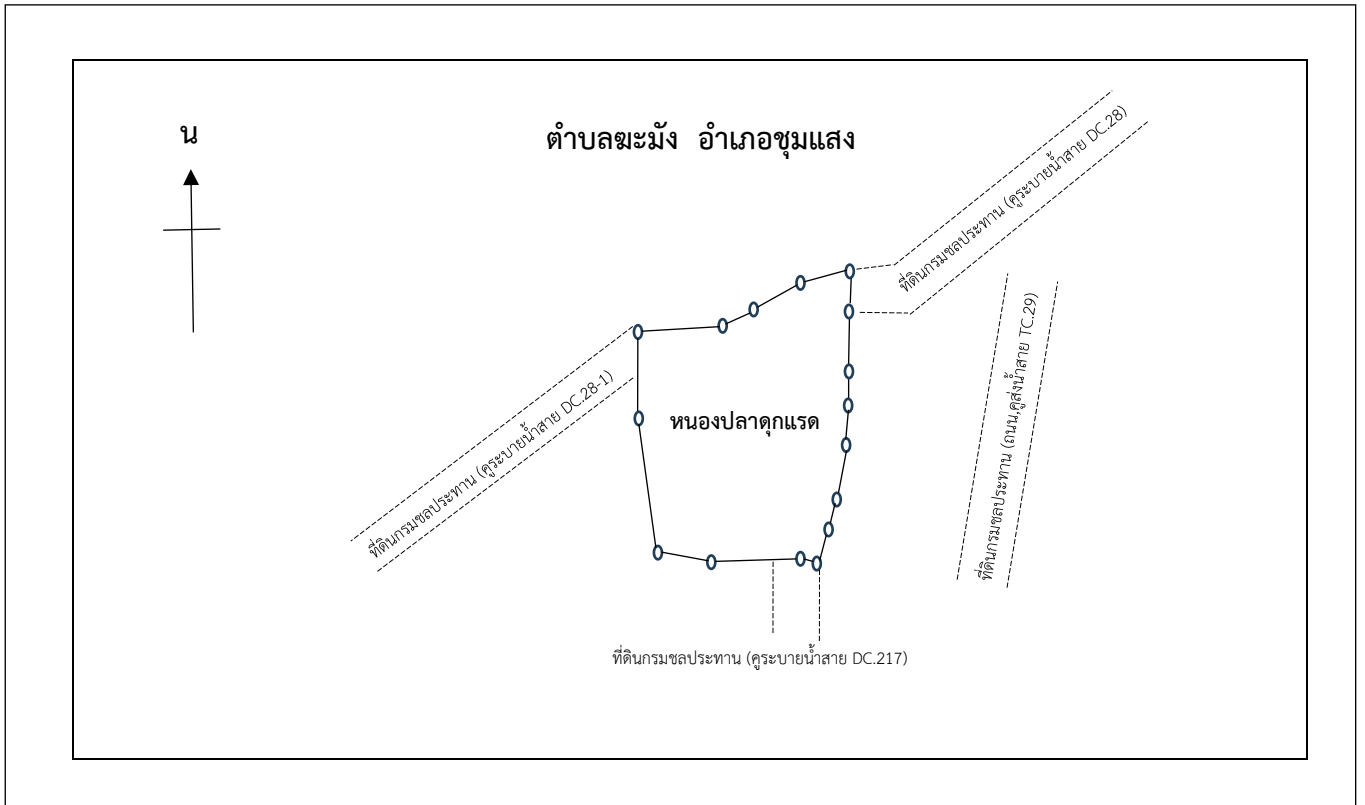 น
ตำบลฆะมัง อำเภอชุมแสง
ที่ดินกรมชลประทาน (คูระบายน้ำสาย DC.28)
ที่ดินกรมชลประทาน (ถนน,คูส่งน้ำสาย TC.29)
ที่ดินกรมชลประทาน (คูระบายน้ำสาย DC.28-1)
หนองปลาดุกแรด
ที่ดินกรมชลประทาน (คูระบายน้ำสาย DC.217)